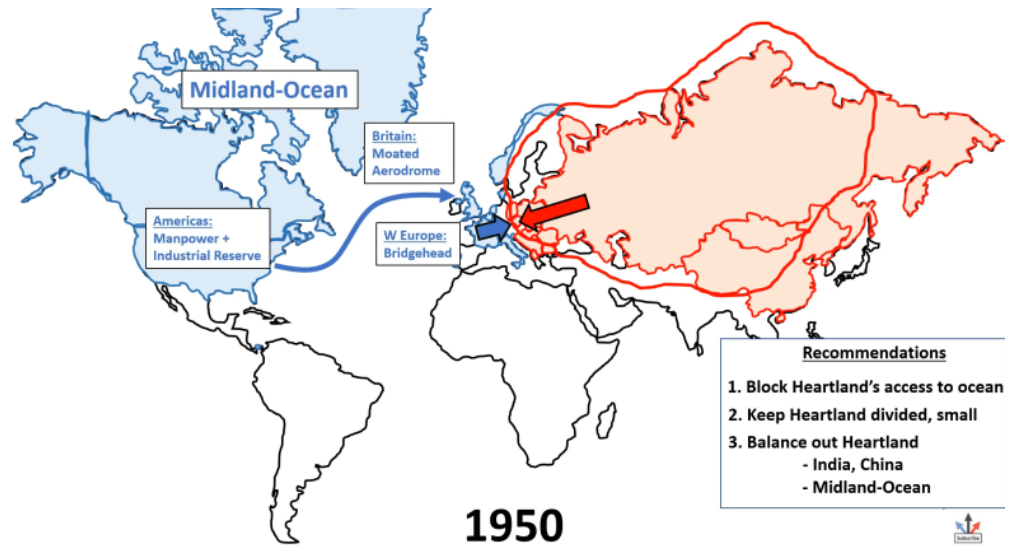 Midland-Ocean
Britain:
Moated
Aerodrome
Americas:
Manpower +
Industrial Reserve
W Europe:
Bridgehead
Recommendations
1. Block Heartland's access to ocean
2. Keep Heartland divided, small
3. Balance out Heartland
- India, China
- Midland-Ocean
1950
Subscribe